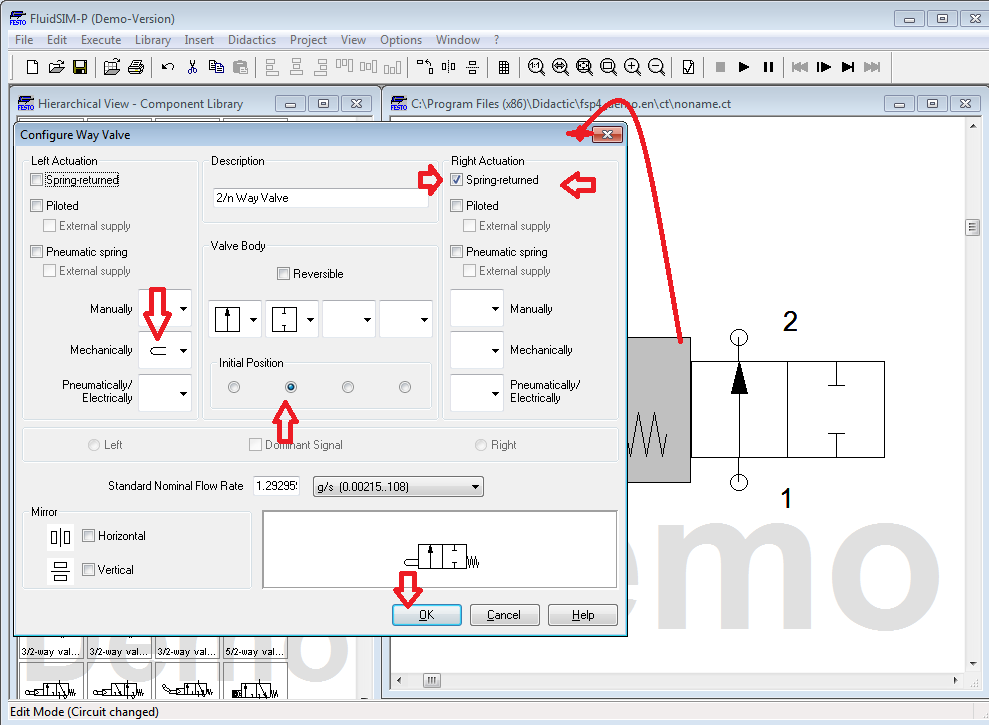 FluidSIM-P (Demo-Version)
File Edit Execute Library Insert Didactics Project View Options Window ?
FESTO Hierarchical View - Component Library
FESTO C:\Program Files (x86)\Didactic\fsp4_demo.en\ct\noname.ct
Configure Way Valve
Left Actuation
Spring-returned
Piloted
External supply
Pneumatic spring
External supply
Manually
Mechanically
Pneumatically/
Electrically
Description
2/n Way Valve
Valve Body
Reversible
Initial Position
Right Actuation
Spring-returned
Piloted
External supply
Pneumatic spring
External supply
Manually
Mechanically
Pneumatically/
Electrically
Left Dominant Signal Right
Standard Nominal Flow Rate 1.29295 g/s (0.00215..108)
Mirror
Horizontal
Vertical
OK Cancel Help
2
1
Demo
3/2-way val... 3/2-way val... 3/2-way val... 5/2-way val...
Edit Mode (Circuit changed)